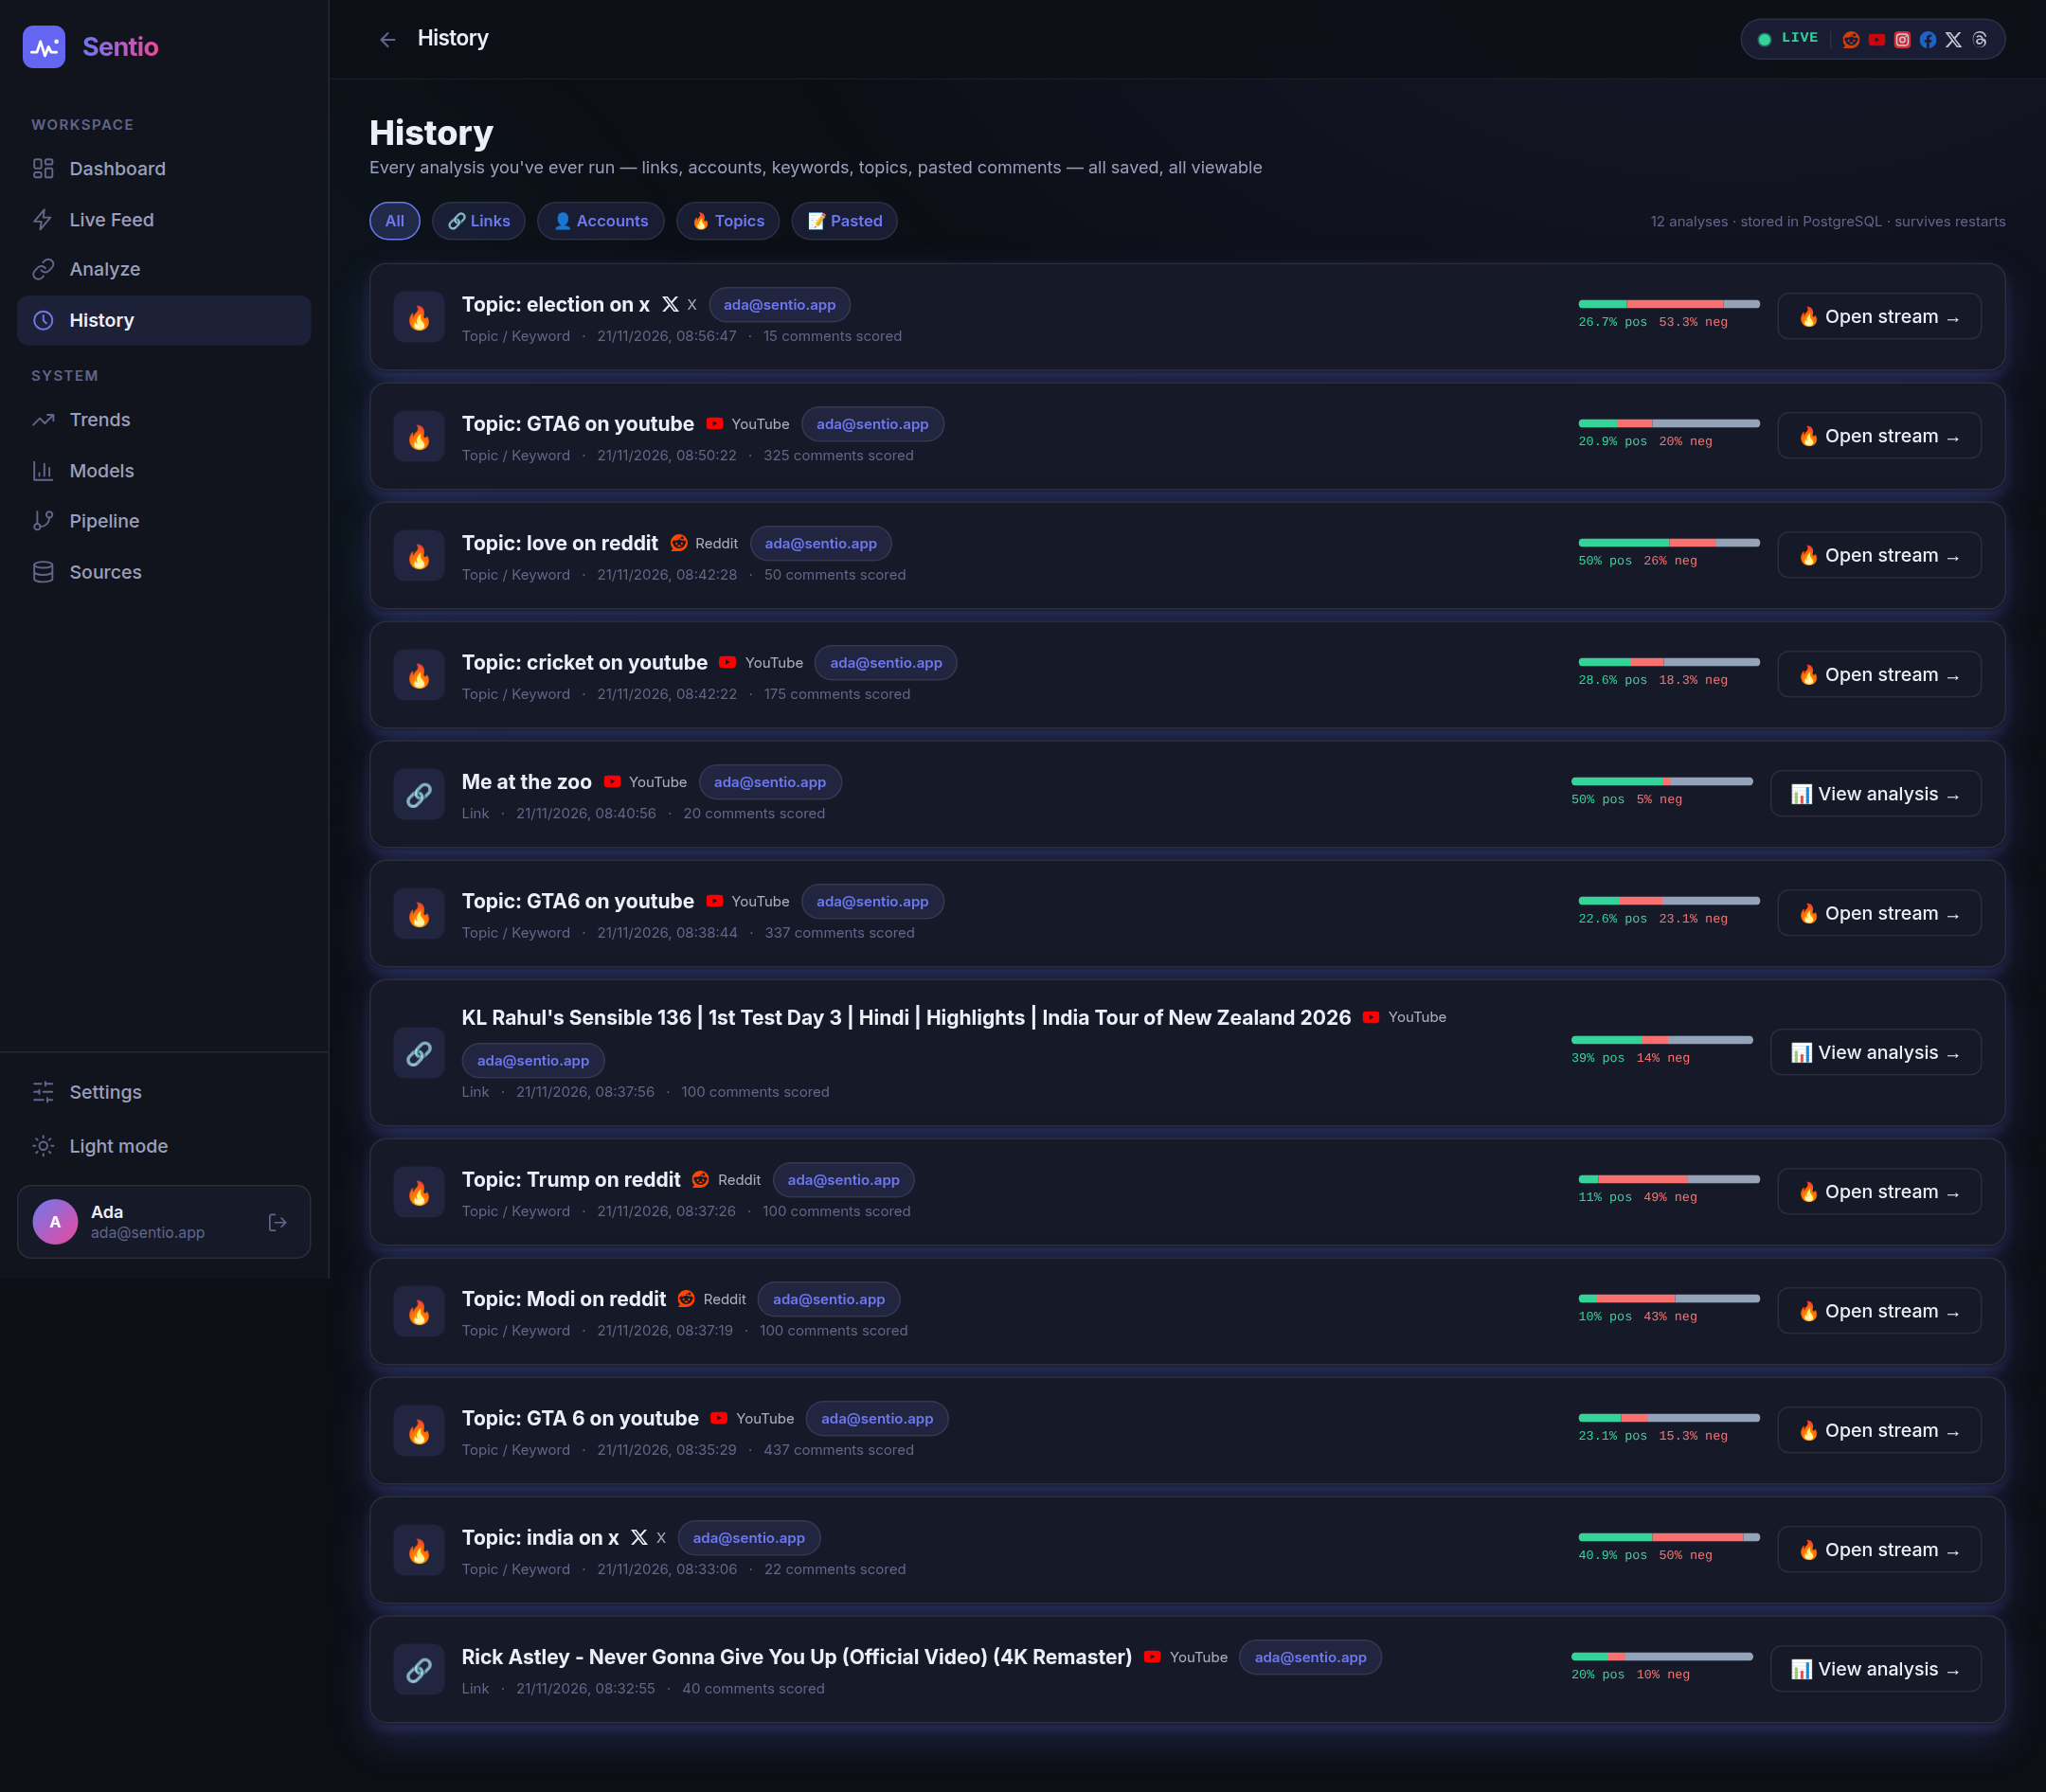 Sentio
WORKSPACE
Dashboard
Live Feed
Analyze
History
SYSTEM
Trends
Models
Pipeline
Sources
Settings
Light mode
A
Ada
ada@sentio.app
History
LIVE
History
Every analysis you've ever run — links, accounts, keywords, topics, pasted comments — all saved, all viewable
All
🔗 Links
👤 Accounts
🔥 Topics
📝 Pasted
12 analyses · stored in PostgreSQL · survives restarts
Topic: election on x X ada@sentio.app
Topic / Keyword · 21/11/2026, 08:56:47 · 15 comments scored
26.7% pos 53.3% neg
🔥 Open stream →
Topic: GTA6 on youtube YouTube ada@sentio.app
Topic / Keyword · 21/11/2026, 08:50:22 · 325 comments scored
20.9% pos 20% neg
🔥 Open stream →
Topic: love on reddit Reddit ada@sentio.app
Topic / Keyword · 21/11/2026, 08:42:28 · 50 comments scored
50% pos 26% neg
🔥 Open stream →
Topic: cricket on youtube YouTube ada@sentio.app
Topic / Keyword · 21/11/2026, 08:42:22 · 175 comments scored
28.6% pos 18.3% neg
🔥 Open stream →
Me at the zoo YouTube ada@sentio.app
Link · 21/11/2026, 08:40:56 · 20 comments scored
50% pos 5% neg
📊 View analysis →
Topic: GTA6 on youtube YouTube ada@sentio.app
Topic / Keyword · 21/11/2026, 08:38:44 · 337 comments scored
22.6% pos 23.1% neg
🔥 Open stream →
KL Rahul's Sensible 136 | 1st Test Day 3 | Hindi | Highlights | India Tour of New Zealand 2026 YouTube
ada@sentio.app
Link · 21/11/2026, 08:37:56 · 100 comments scored
39% pos 14% neg
📊 View analysis →
Topic: Trump on reddit Reddit ada@sentio.app
Topic / Keyword · 21/11/2026, 08:37:26 · 100 comments scored
11% pos 49% neg
🔥 Open stream →
Topic: Modi on reddit Reddit ada@sentio.app
Topic / Keyword · 21/11/2026, 08:37:19 · 100 comments scored
10% pos 43% neg
🔥 Open stream →
Topic: GTA 6 on youtube YouTube ada@sentio.app
Topic / Keyword · 21/11/2026, 08:35:29 · 437 comments scored
23.1% pos 15.3% neg
🔥 Open stream →
Topic: india on x X ada@sentio.app
Topic / Keyword · 21/11/2026, 08:33:06 · 22 comments scored
40.9% pos 50% neg
🔥 Open stream →
Rick Astley - Never Gonna Give You Up (Official Video) (4K Remaster) YouTube ada@sentio.app
Link · 21/11/2026, 08:32:55 · 40 comments scored
20% pos 10% neg
📊 View analysis →